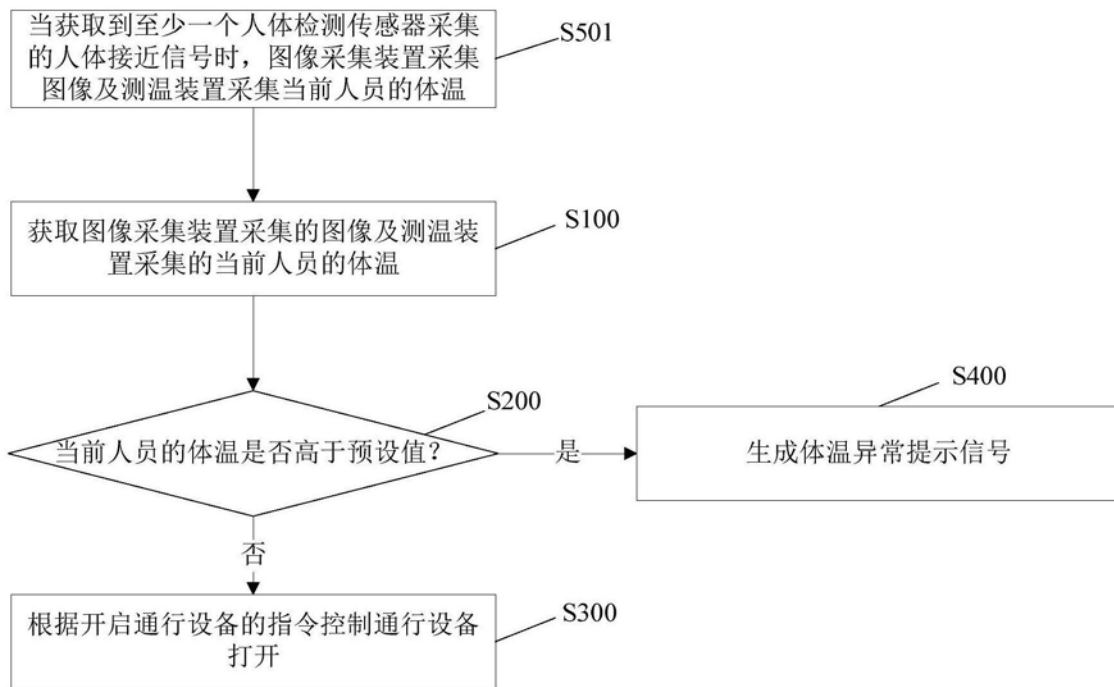 当获取到至少一个人体检测传感器采集
的人体接近信号时，图像采集装置采集
图像及测温装置采集当前人员的体温
S501
获取图像采集装置采集的图像及测温装
置采集的当前人员的体温
S100
当前人员的体温是否高于预设值？
S200
是
生成体温异常提示信号
S400
否
根据开启通行设备的指令控制通行设备
打开
S300